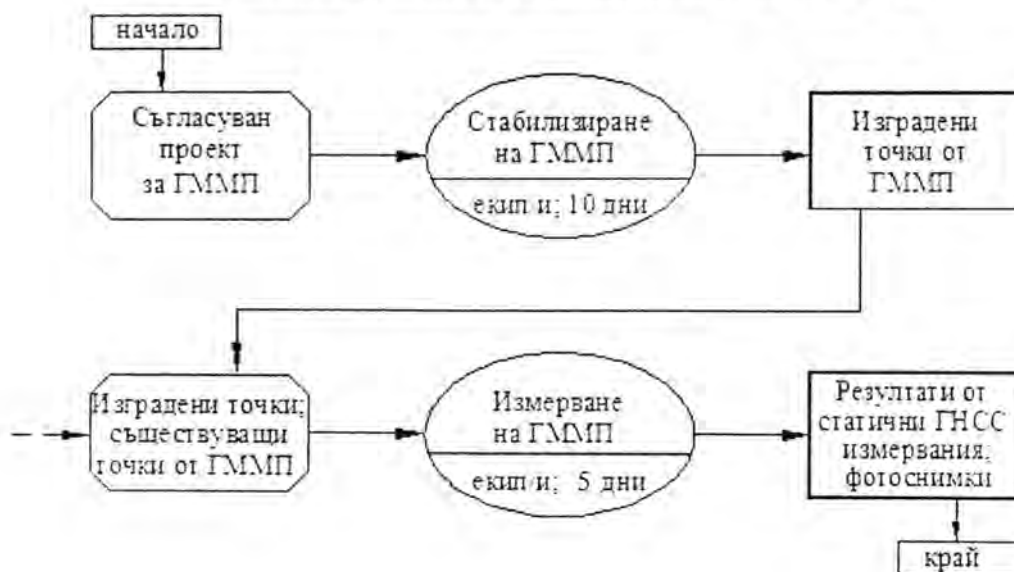 начало
Съгласуван
проект
за ГММП
Стабилизиране
на ГММП
екип/и; 10 дни
Изградени
точки от
ГММП
Изградени точки;
съществуващи
точки от ГММП
Измерване
на ГММП
екип/и; 5 дни
Резултати от
статични ГНСС
измервания;
фотоснимки
край